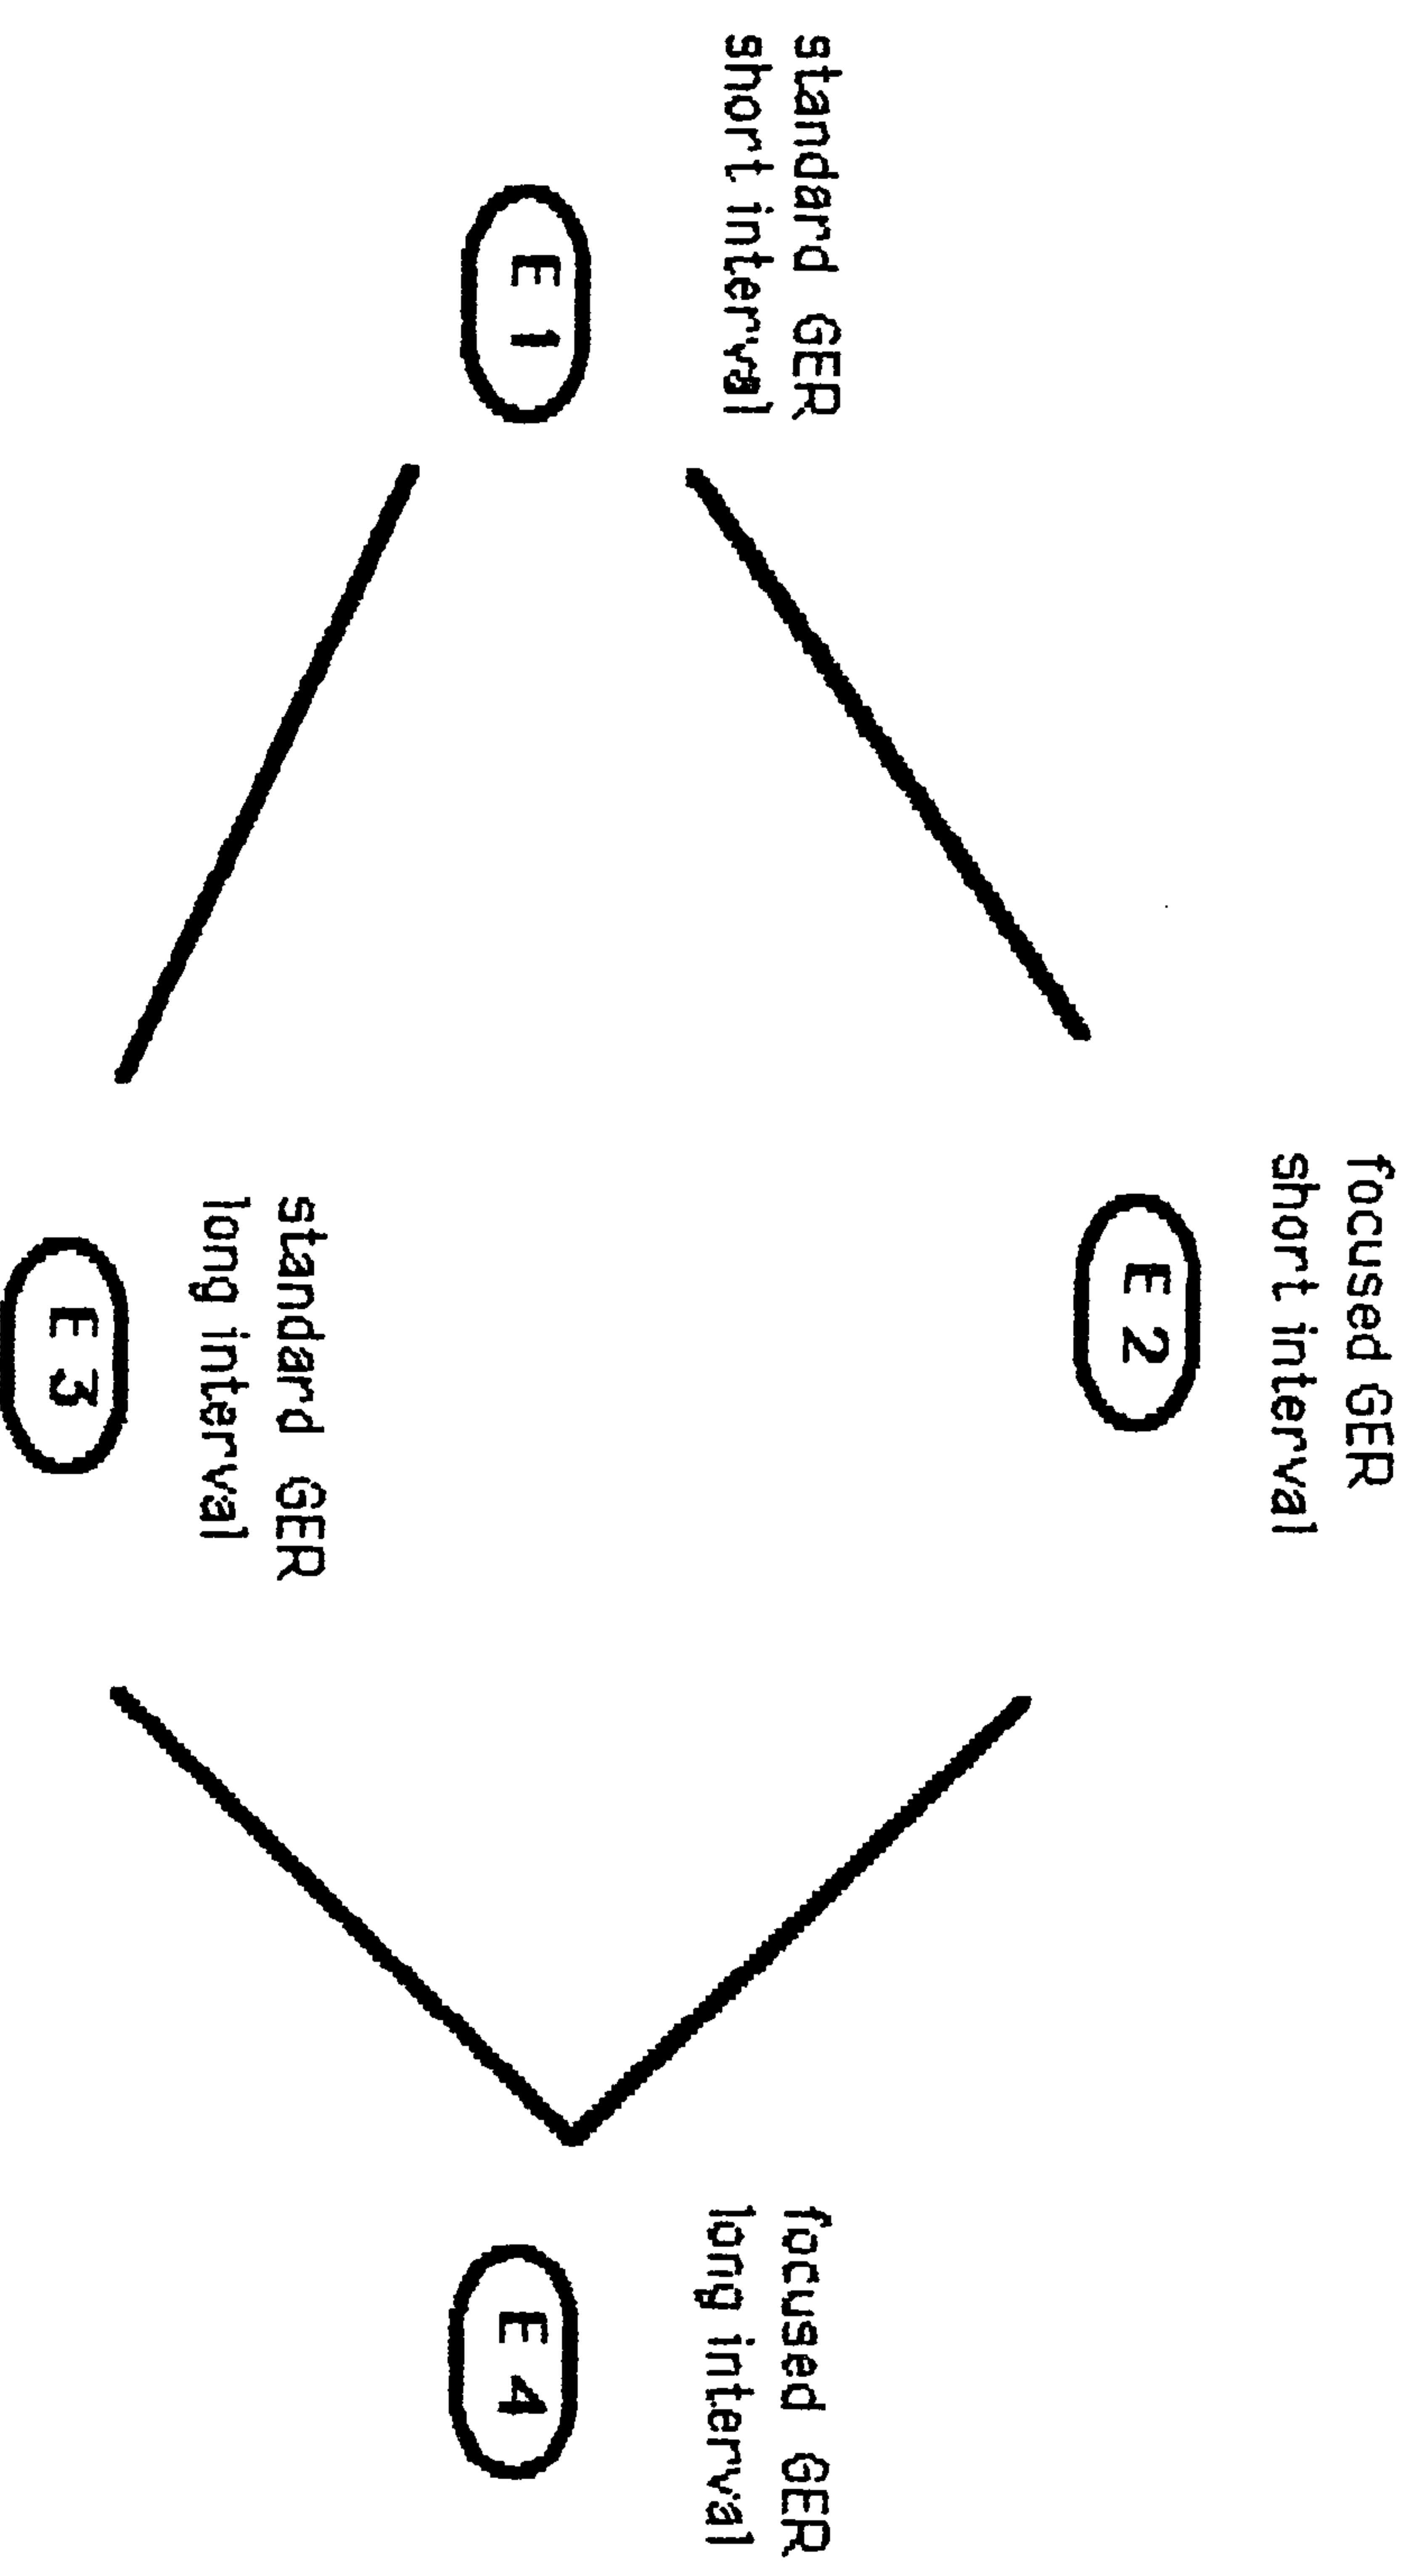 focused GER
short interval
E 2
standard GER
short interval
E 1
focused GER
long interval
E 4
standard GER
long interval
E 3